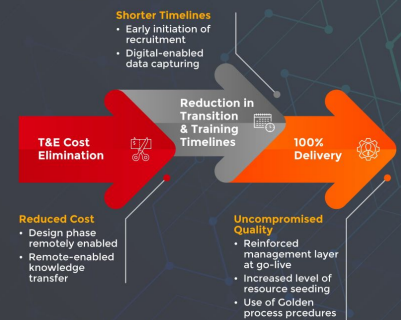 Shorter Timelines
• Early initiation of
recruitment
• Digital-enabled
data capturing
T&E Cost
Elimination
Reduction in
Transition
& Training
Timelines
100%
Delivery
Reduced Cost
• Design phase
remotely enabled
• Remote-enabled
knowledge
transfer
Uncompromised
Quality
• Reinforced
management layer
at go-live
• Increased level of
resource seeding
• Use of Golden
process prcedures